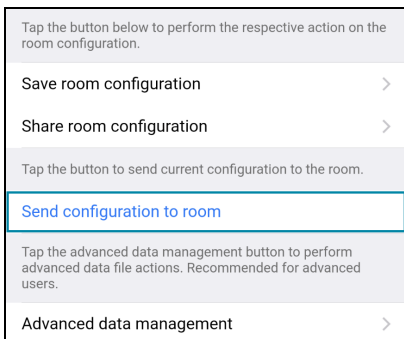 Tap the button below to perform the respective action on the
room configuration.
Save room configuration
Share room configuration
Tap the button to send current configuration to the room.
Send configuration to room
Tap the advanced data management button to perform
advanced data file actions. Recommended for advanced
users.
Advanced data management